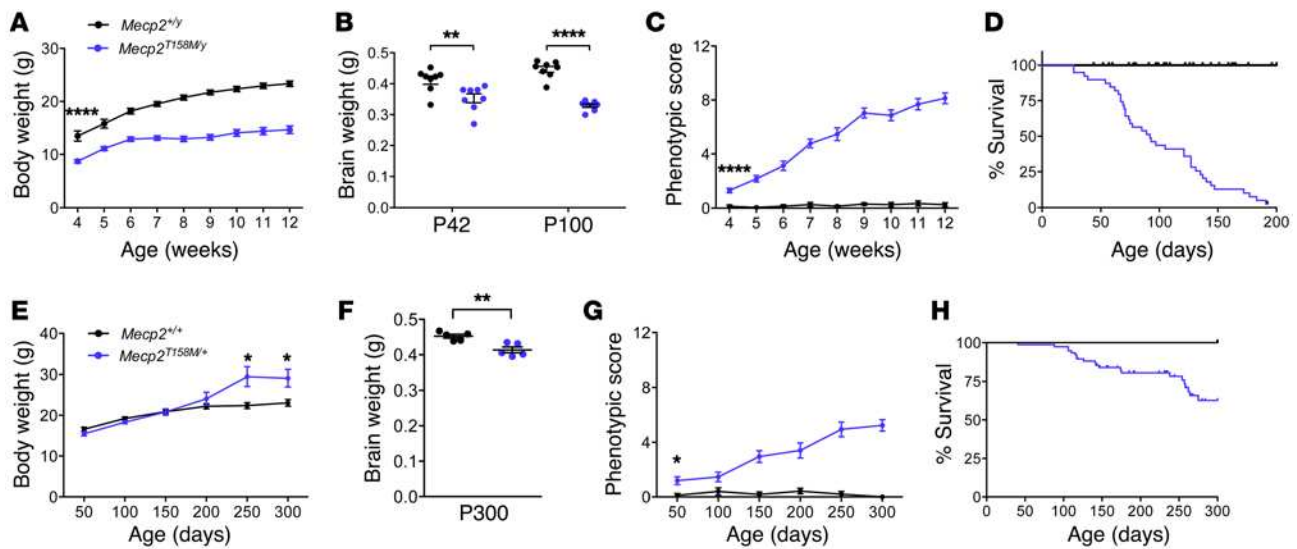 A
Mecp2+/y
Mecp2T158M/y
Body weight (g)
30
20
10
0
****
4 5 6 7 8 9 10 11 12
Age (weeks)
B
Brain weight (g)
0.5
0.4
0.3
0.2
0.1
0.0
**
****
P42
P100
C
Phenotypic score
12
8
4
0
****
4 5 6 7 8 9 10 11 12
Age (weeks)
D
% Survival
100
75
50
25
0
0 50 100 150 200
Age (days)
E
Mecp2+/+
Mecp2T158M/+
Body weight (g)
40
30
20
10
0
*
*
50 100 150 200 250 300
Age (days)
F
Brain weight (g)
0.5
0.4
0.3
0.2
0.1
0.0
**
P300
G
Phenotypic score
12
8
4
0
*
50 100 150 200 250 300
Age (days)
H
% Survival
100
75
50
25
0
0 50 100 150 200 250 300
Age (days)